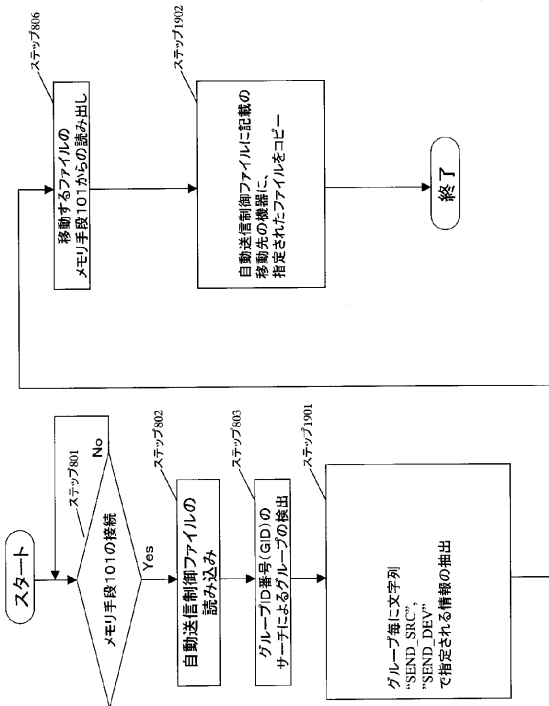 スタート
ステップ801
メモリ手段101の接続
No
Yes
ステップ802
自動送信制御ファイルの
読み込み
ステップ803
グループID番号(GID)の
サーチによるグループの検出
ステップ1901
グループ毎に文字列
“SEND_SRC”,
”SEND_DEV”
で指定される情報の抽出
ステップ806
移動するファイルの
メモリ手段101からの読み出し
ステップ1902
自動送信制御ファイルに記載の
移動先の機器に、
指定されたファイルをコピー
終了